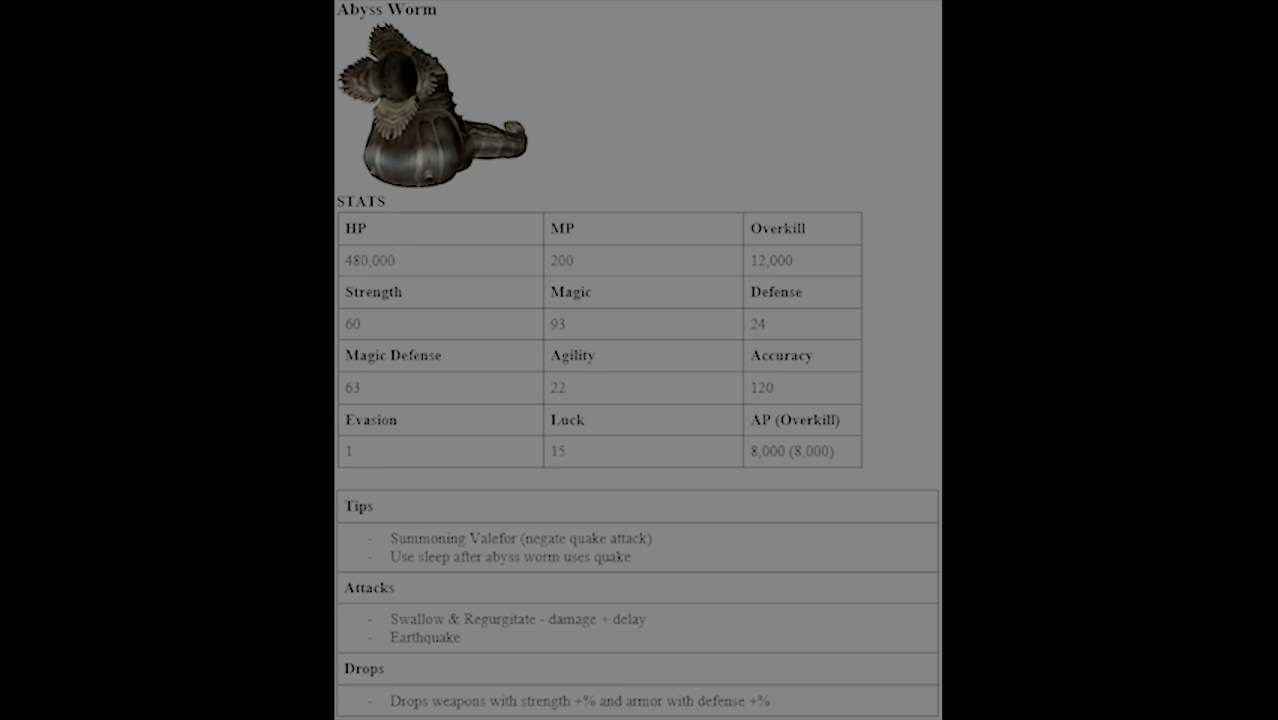 Abyss Worm
STATS
HP MP Overkill
480,000 200 12,000
Strength Magic Defense
60 93 24
Magic Defense Agility Accuracy
63 22 120
Evasion Luck AP (Overkill)
1 15 8,000 (8,000)
Tips
- Summoning Valefor (negate quake attack)
- Use sleep after abyss worm uses quake
Attacks
- Swallow & Regurgitate - damage + delay
- Earthquake
Drops
- Drops weapons with strength +% and armor with defense +%